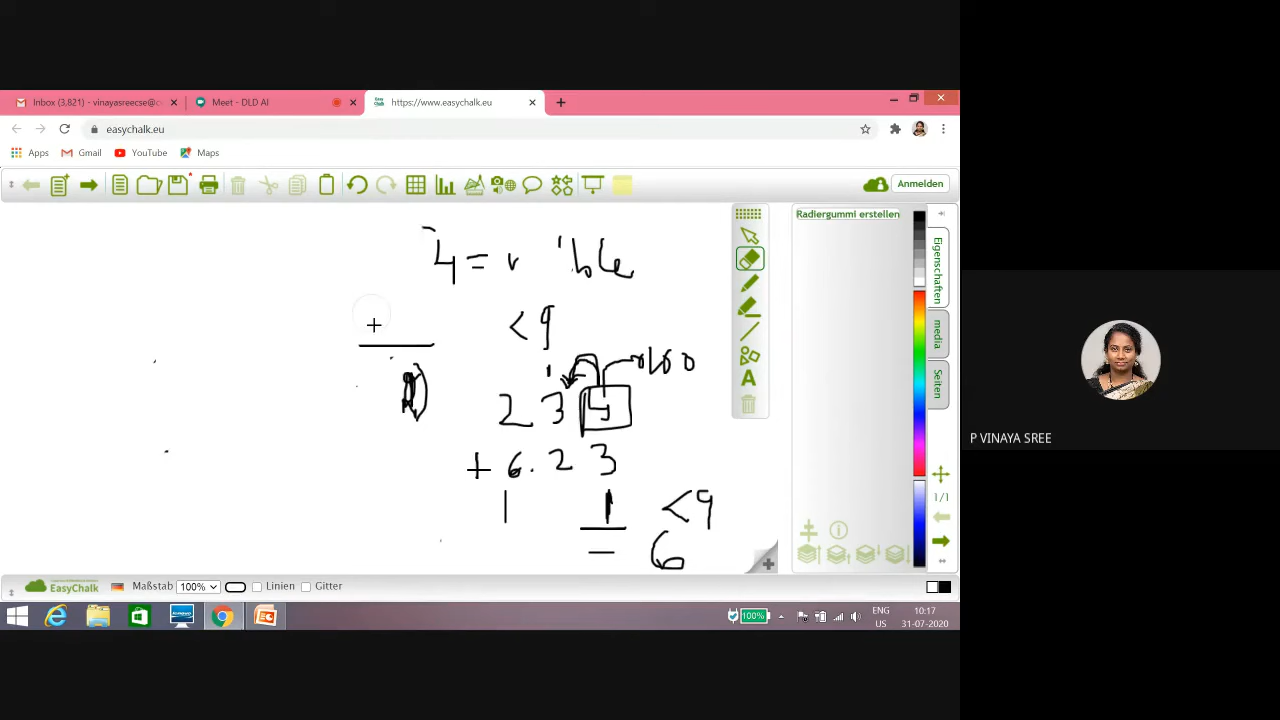 Inbox (3,821) - vinayasreecse@c
Meet - DLD AI
https://www.easychalk.eu
easychalk.eu
Apps
Gmail
YouTube
Maps
Anmelden
Radiergummi erstellen
Eigenschaften
media
Seiten
4 =
< 9
2 3
+ 6. 2 3
1 1 < 9
6
1/1
EasyChalk
Maßstab
100%
Linien
Gitter
100%
ENG
US
10:17
31-07-2020
P VINAYA SREE